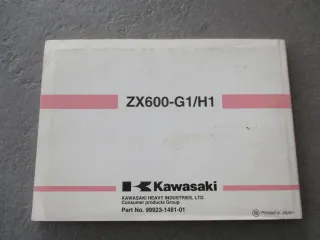 ZX600-G1/H1
Kawasaki
KAWASAKI HEAVY INDUSTRIES, LTD.
Consumer products Group
Part No. 99923-1481-01
Printed in Japan